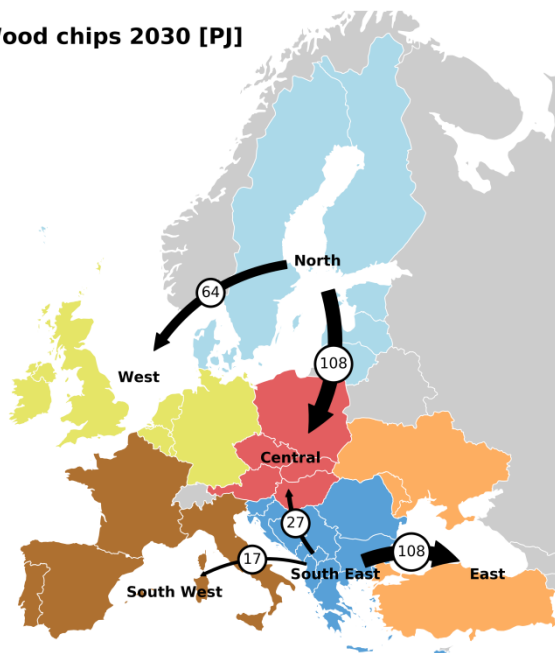 ood chips 2030 [PJ]
North
64
108
West
Central
27
108
17
South East
East
South West